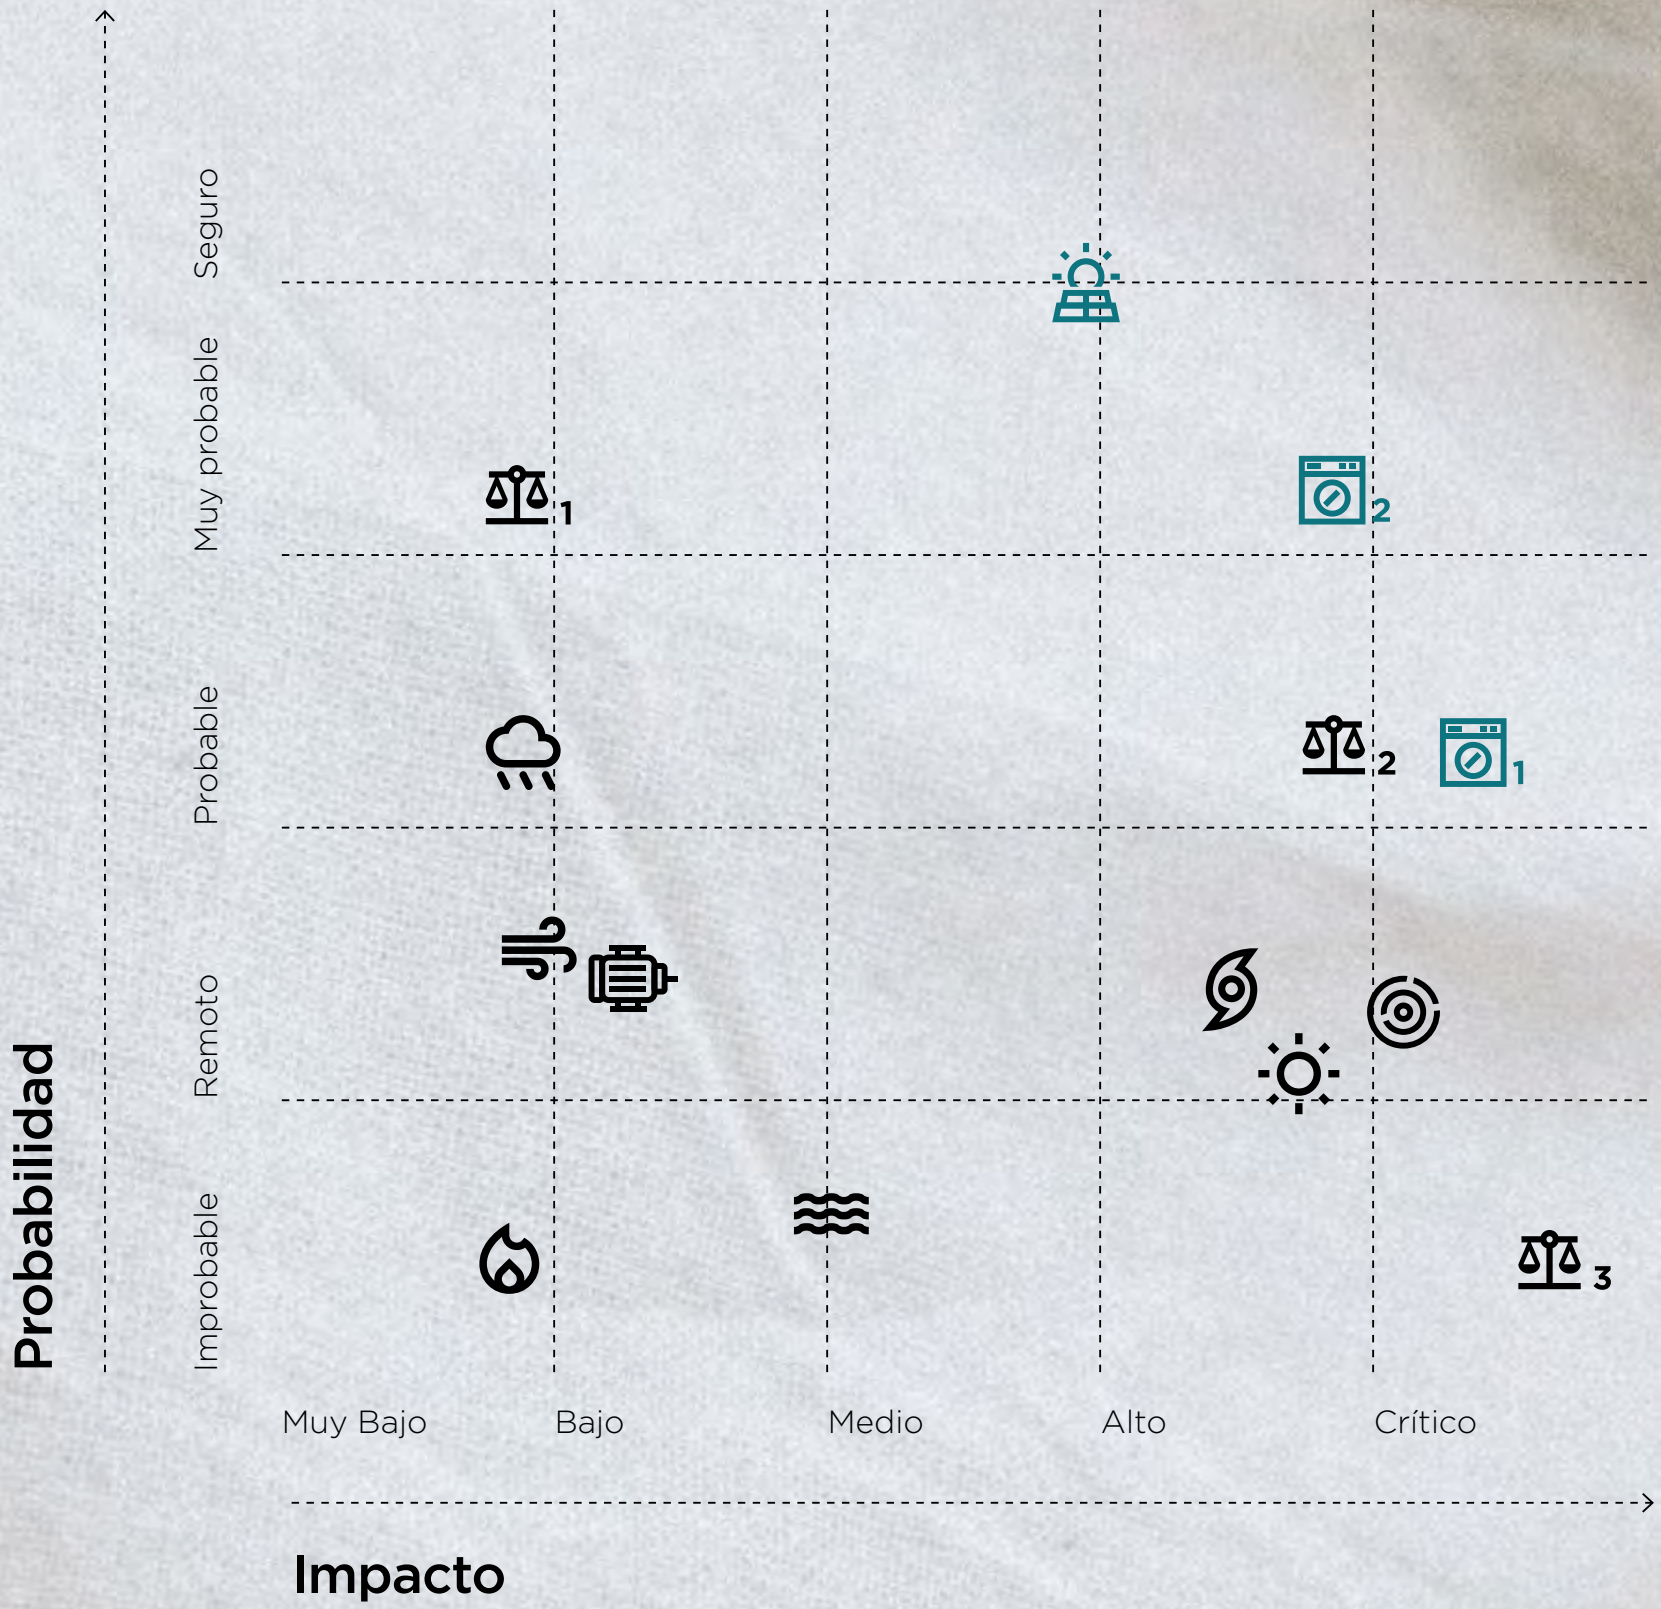 Seguro
Muy probable
1
2
Probable
2
1
Remoto
Improbable
3
Probabilidad
Muy Bajo
Bajo
Medio
Alto
Crítico
Impacto